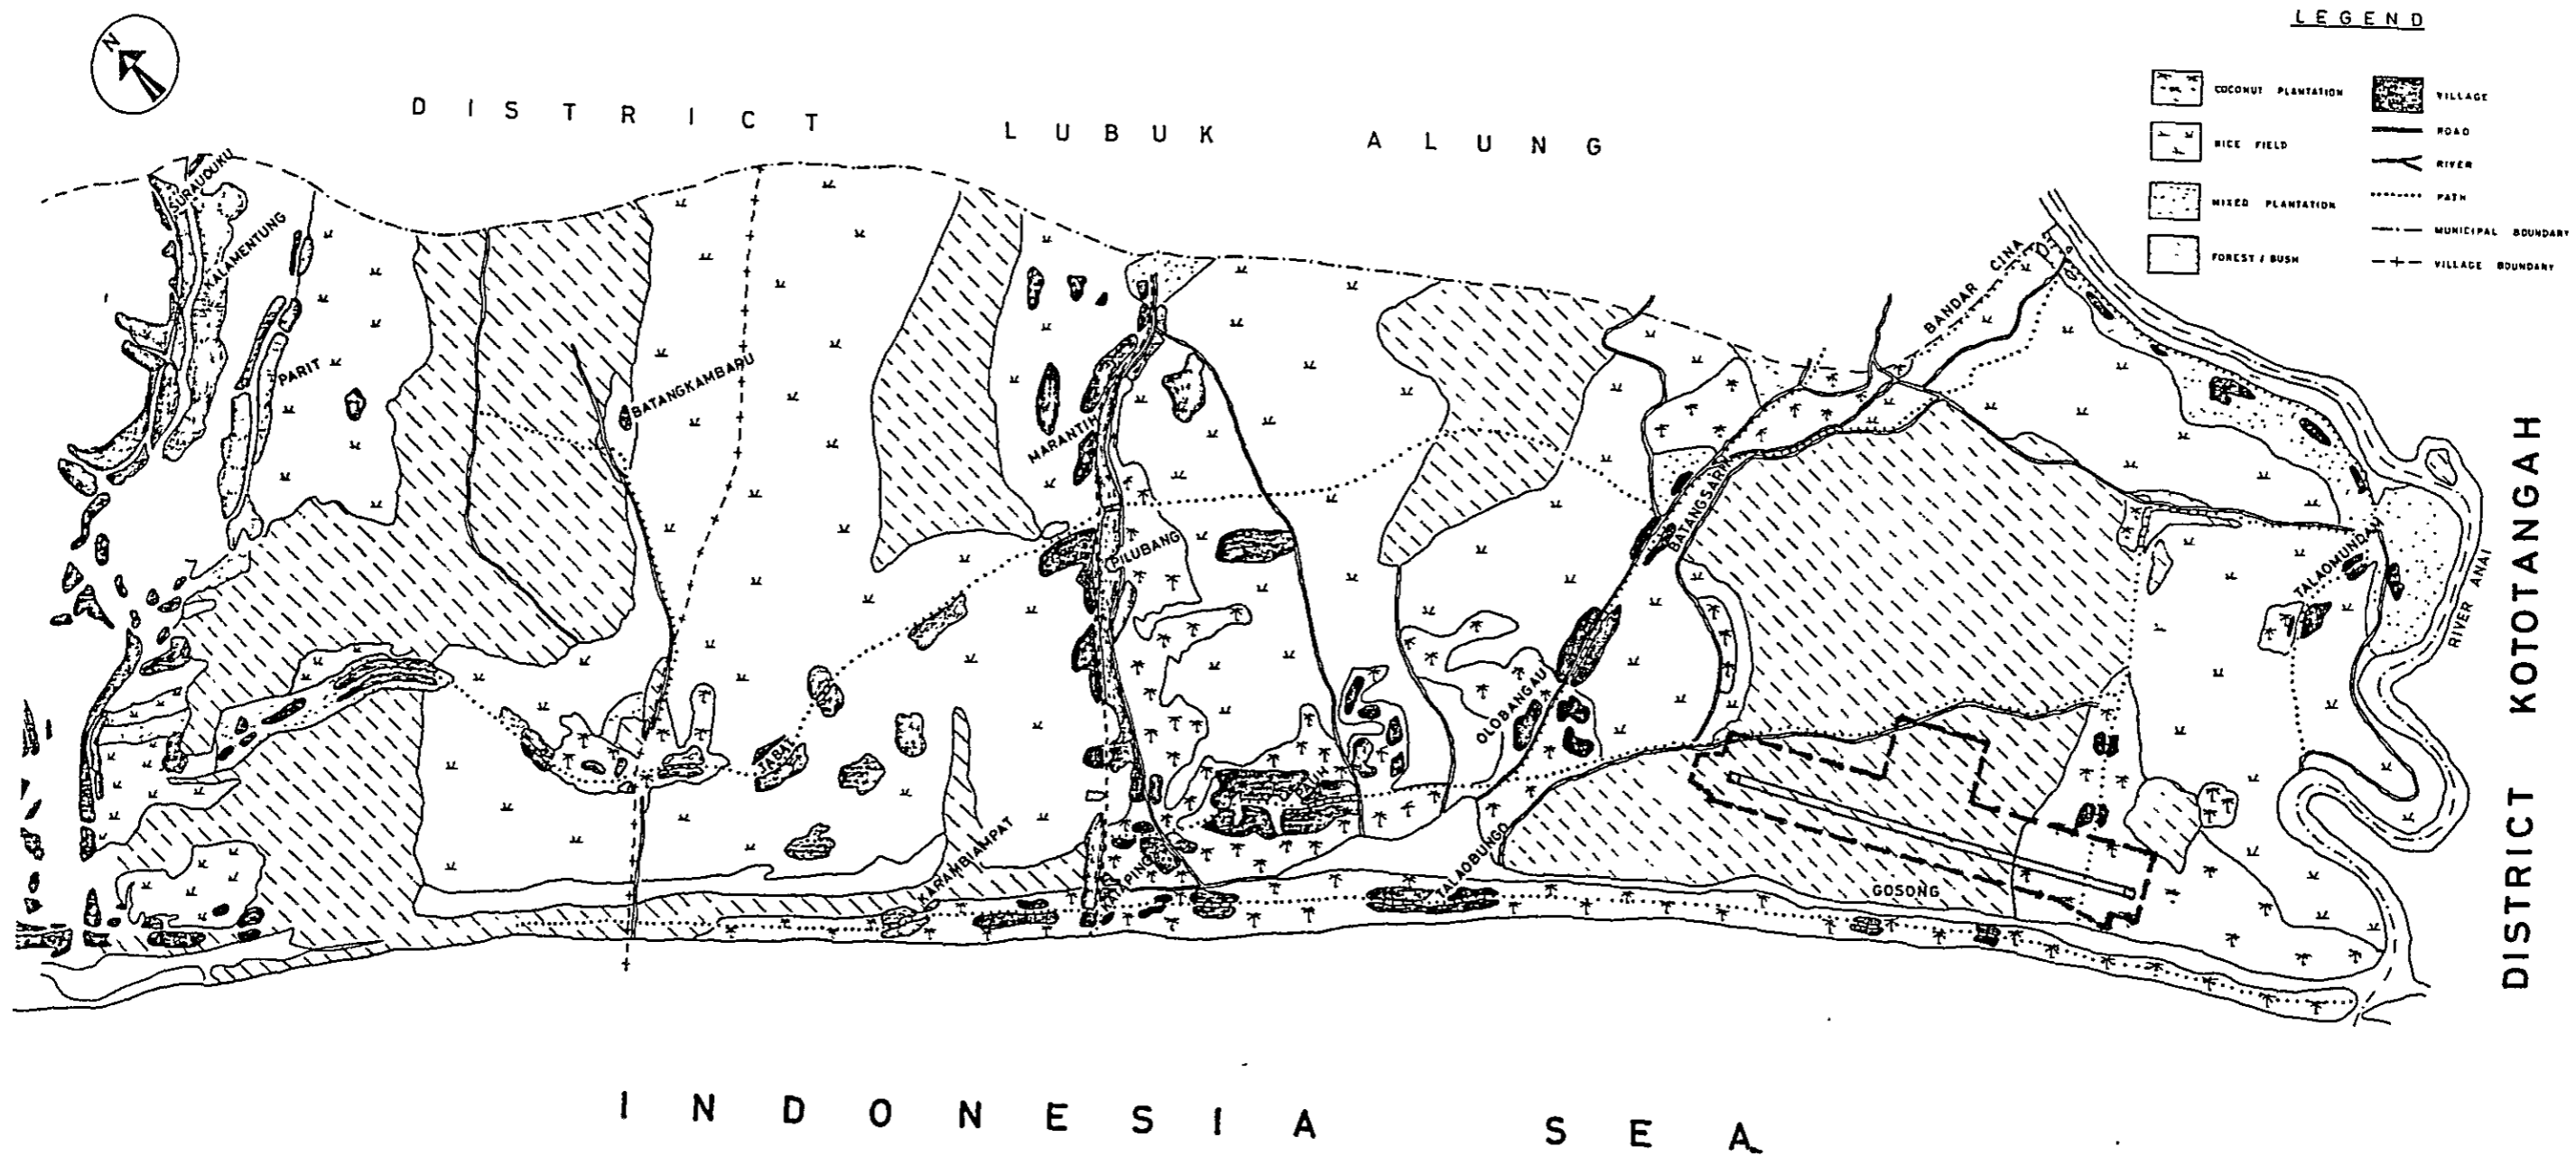 LEGEND
N
COCONUT PLANTATION
VILLAGE
ROAD
RICE FIELD
RIVER
MIXED PLANTATION
PATH
MUNICIPAL BOUNDARY
FOREST / BUSH
VILLAGE BOUNDARY
DISTRICT LUBUK ALUNG
SURAUDUKU
KALAMENTUNG
PARIT
BATANGKAMBARU
MARANTIH
PILUBANG
BANDAR CINA
BATANGSARIK
TALAOMUNDAM
RIVER ANAI
DISTRICT KOTOTANGAH
OLOBANGAU
TALAOBUNGO
KARAMBIAMPAT
GOSONG
INDONESIA SEA